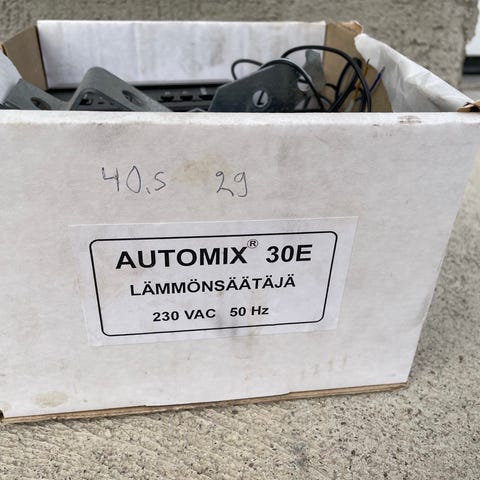 40,5 29
AUTOMIX® 30E
LÄMMÖNSÄÄTÄJÄ
230 VAC 50 Hz